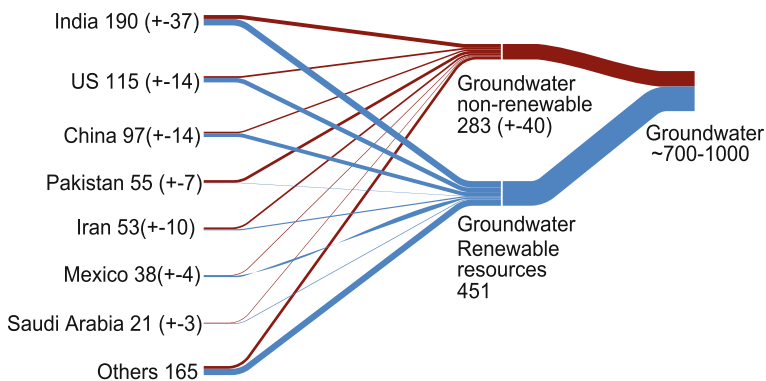 India 190 (+-37)
US 115 (+-14)
China 97(+-14)
Pakistan 55 (+-7)
Iran 53(+-10)
Mexico 38(+-4)
Saudi Arabia 21 (+-3)
Others 165
Groundwater
non-renewable
283 (+-40)
Groundwater
Renewable
resources
451
Groundwater
~700-1000